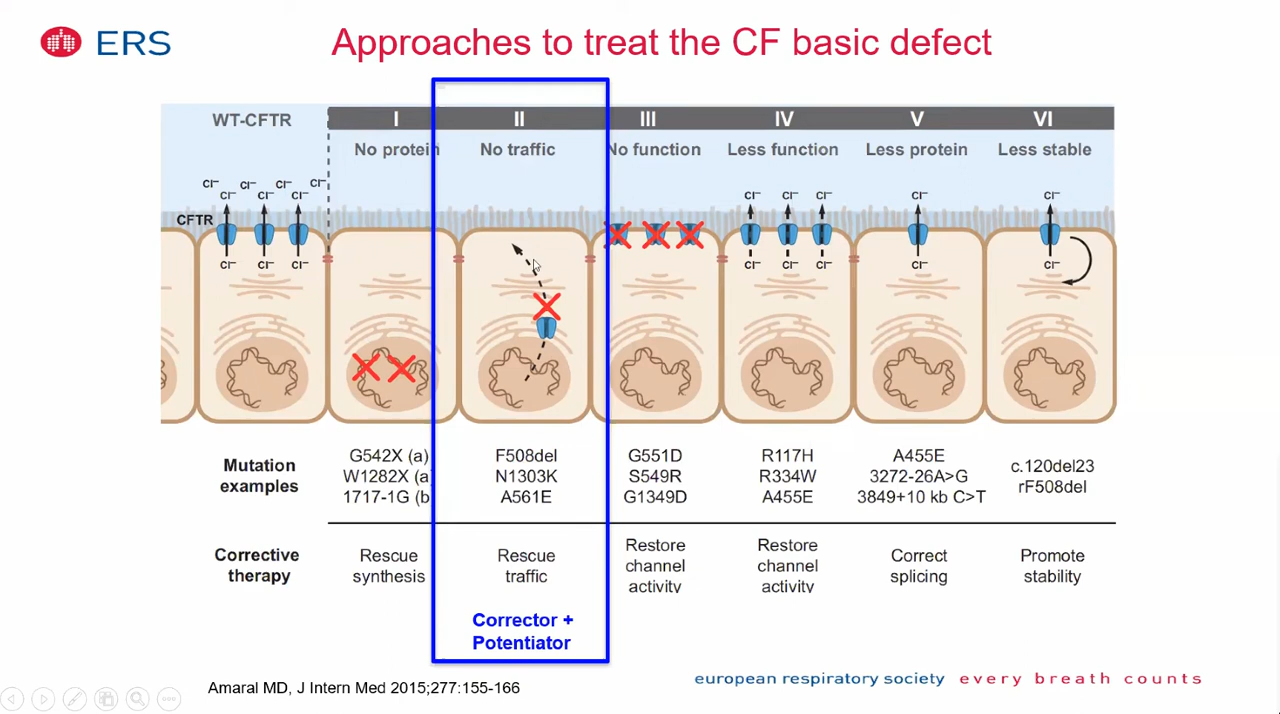 ERS
Approaches to treat the CF basic defect
WT-CFTR
I
II
III
IV
V
VI
No protein
No traffic
No function
Less function
Less protein
Less stable
Cl⁻ Cl⁻ Cl⁻ Cl⁻
Cl⁻ Cl⁻ Cl⁻
Cl⁻ Cl⁻ Cl⁻
Cl⁻
Cl⁻
CFTR
Cl⁻ Cl⁻ Cl⁻
Cl⁻ Cl⁻ Cl⁻
Cl⁻
Cl⁻
Mutation
examples
G542X (a)
W1282X (a
1717-1G (b
F508del
N1303K
A561E
G551D
S549R
G1349D
R117H
R334W
A455E
A455E
3272-26A>G
3849+10 kb C>T
c.120del23
rF508del
Corrective
therapy
Rescue
synthesis
Rescue
traffic
Restore
channel
activity
Restore
channel
activity
Correct
splicing
Promote
stability
Corrector +
Potentiator
Amaral MD, J Intern Med 2015;277:155-166
european respiratory society every breath counts